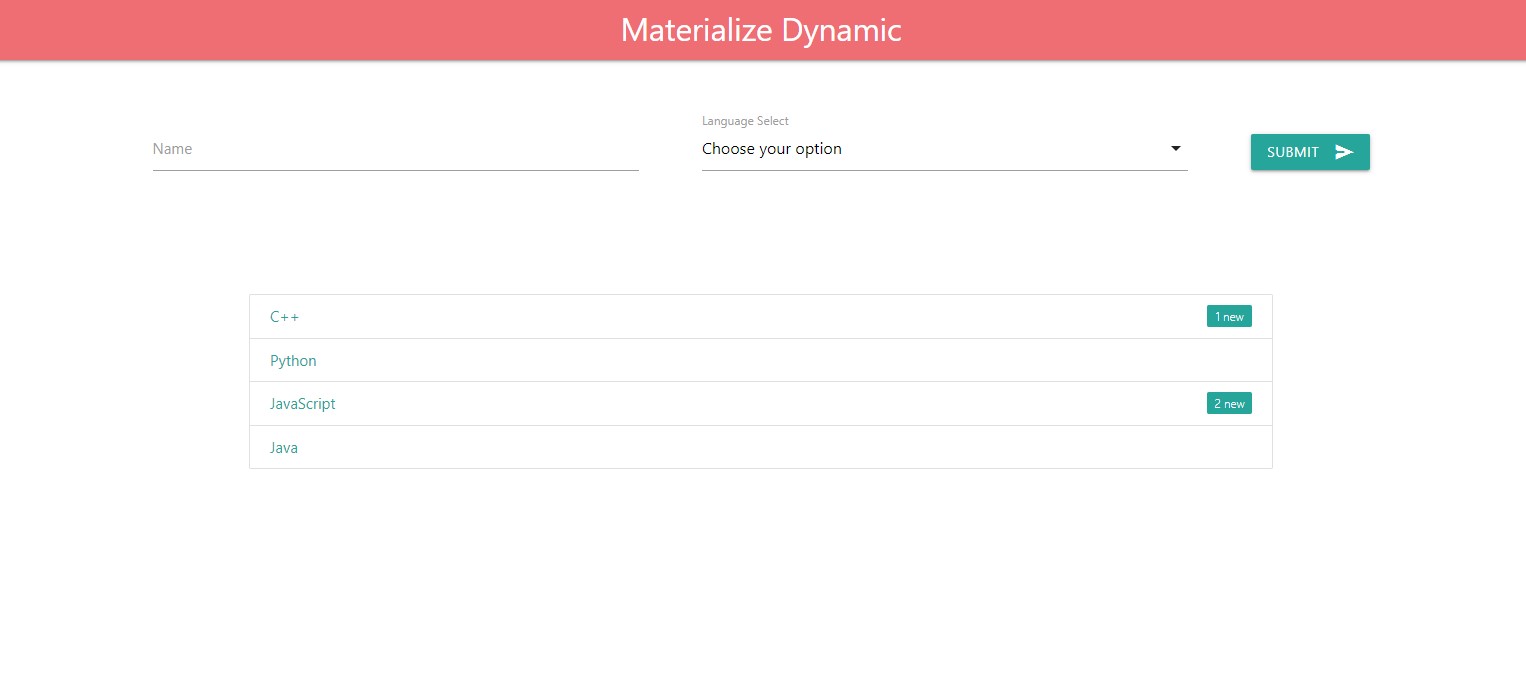 Materialize Dynamic
Language Select
Name
Choose your option
SUBMIT
C++
1 new
Python
JavaScript
2 new
Java